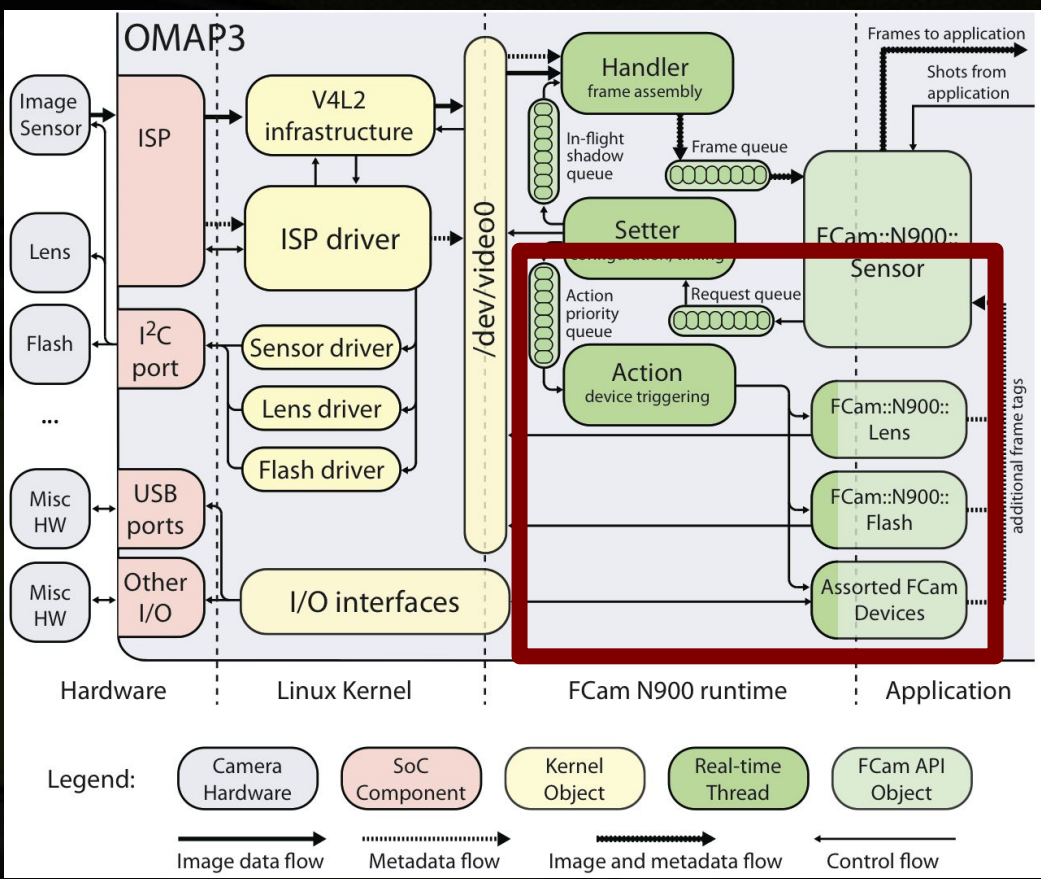 OMAP3
Frames to application
Shots from
application
Image
Sensor
ISP
V4L2
infrastructure
Handler
frame assembly
In-flight
shadow
queue
Frame queue
Lens
ISP driver
/dev/video0
Setter
configuration/timing
FCam::N900::
Sensor
Action
priority
queue
Request queue
Flash
I²C
port
Sensor driver
Lens driver
Flash driver
Action
device triggering
FCam::N900::
Lens
additional frame tags
...
Misc
HW
USB
ports
FCam::N900::
Flash
Misc
HW
Other
I/O
I/O interfaces
Assorted FCam
Devices
Hardware
Linux Kernel
FCam N900 runtime
Application
Legend:
Camera
Hardware
SoC
Component
Kernel
Object
Real-time
Thread
FCam API
Object
Image data flow
Metadata flow
Image and metadata flow
Control flow